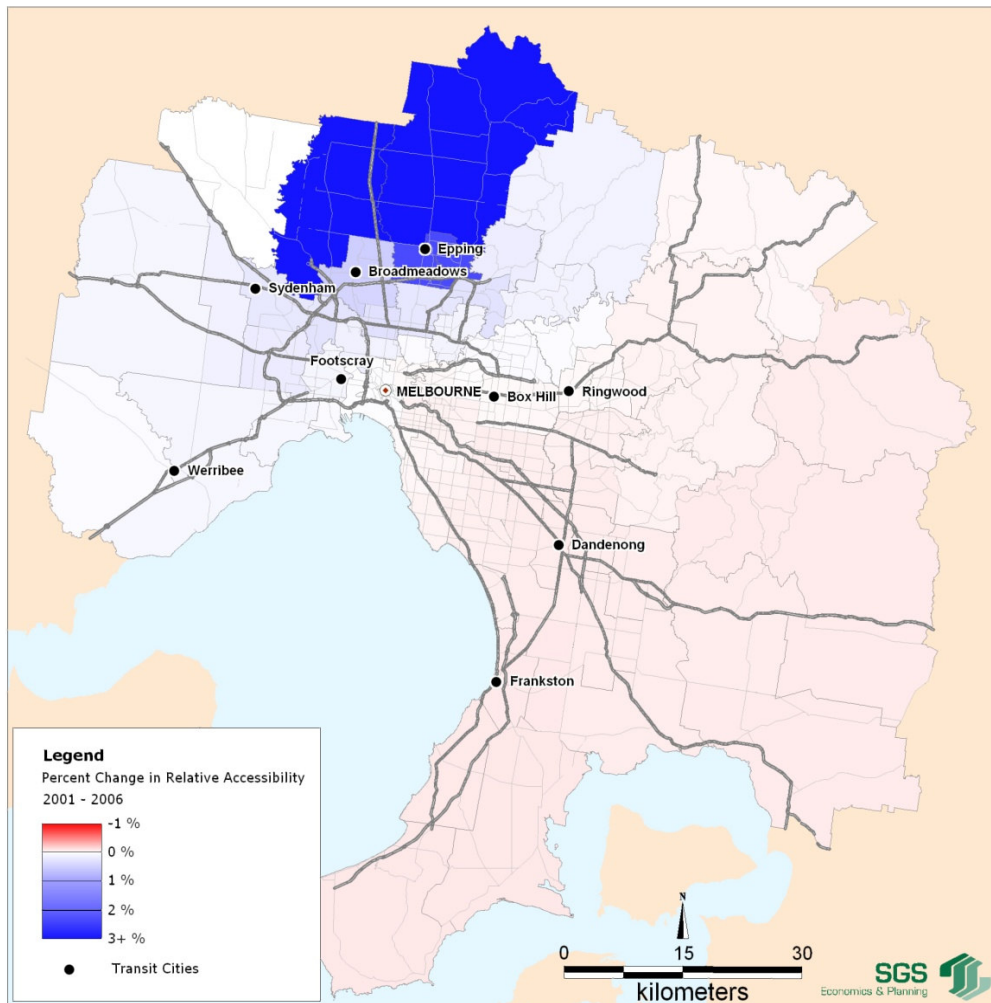 Epping
Broadmeadows
Sydenham
Footscray
MELBOURNE
Box Hill
Ringwood
Werribee
Dandenong
Frankston
Legend
Percent Change in Relative Accessibility
2001 - 2006
-1 %
0 %
1 %
2 %
3+ %
Transit Cities
N
0 15 30
kilometers
SGS
Economics & Planning